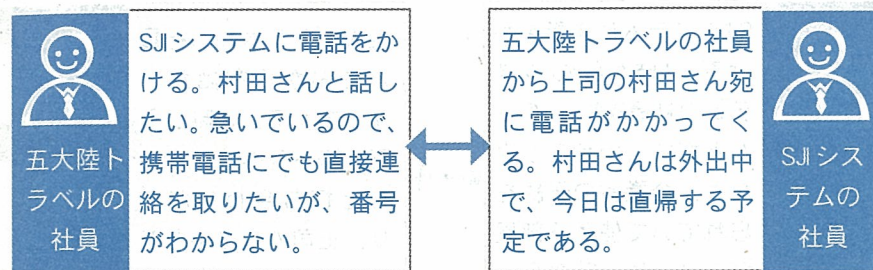 五大陸ト
ラベルの
社員
SJIシステムに電話をか
ける。村田さんと話し
たい。急いでいるので、
携帯電話にでも直接連
絡を取りたいが、番号
がわからない。
五大陸トラベルの社員
から上司の村田さん宛
に電話がかかってく
る。村田さんは外出中
で、今日は直帰する予
定である。
SJIシス
テムの
社員